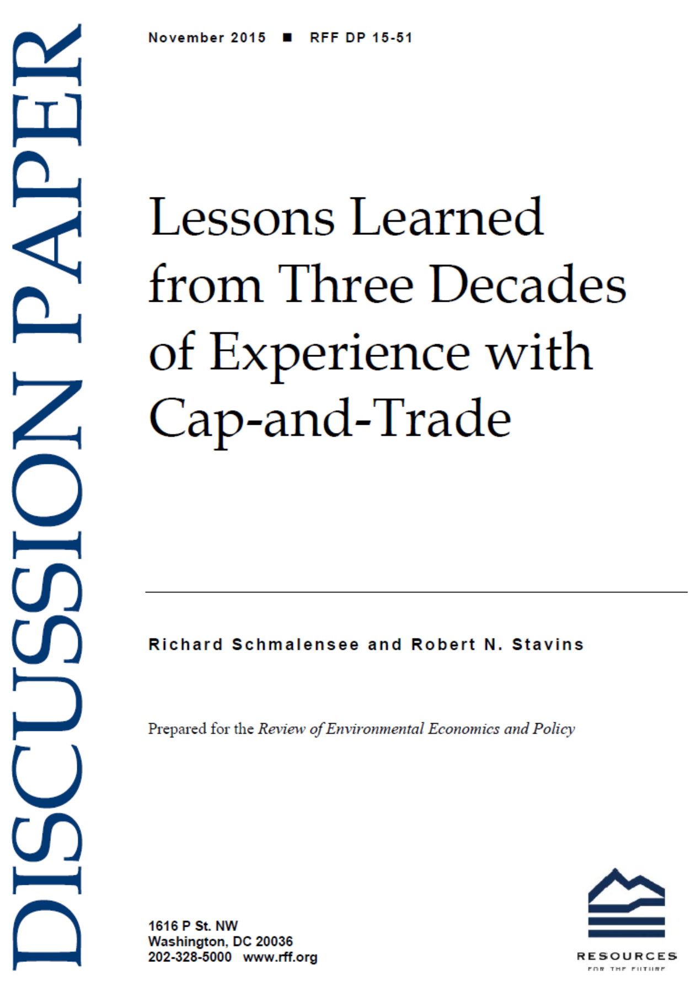 DISCUSSION PAPER
November 2015 ■ RFF DP 15-51
Lessons Learned
from Three Decades
of Experience with
Cap-and-Trade
Richard Schmalensee and Robert N. Stavins
Prepared for the Review of Environmental Economics and Policy
1616 P St. NW
Washington, DC 20036
202-328-5000 www.rff.org
RESOURCES
FOR THE FUTURE